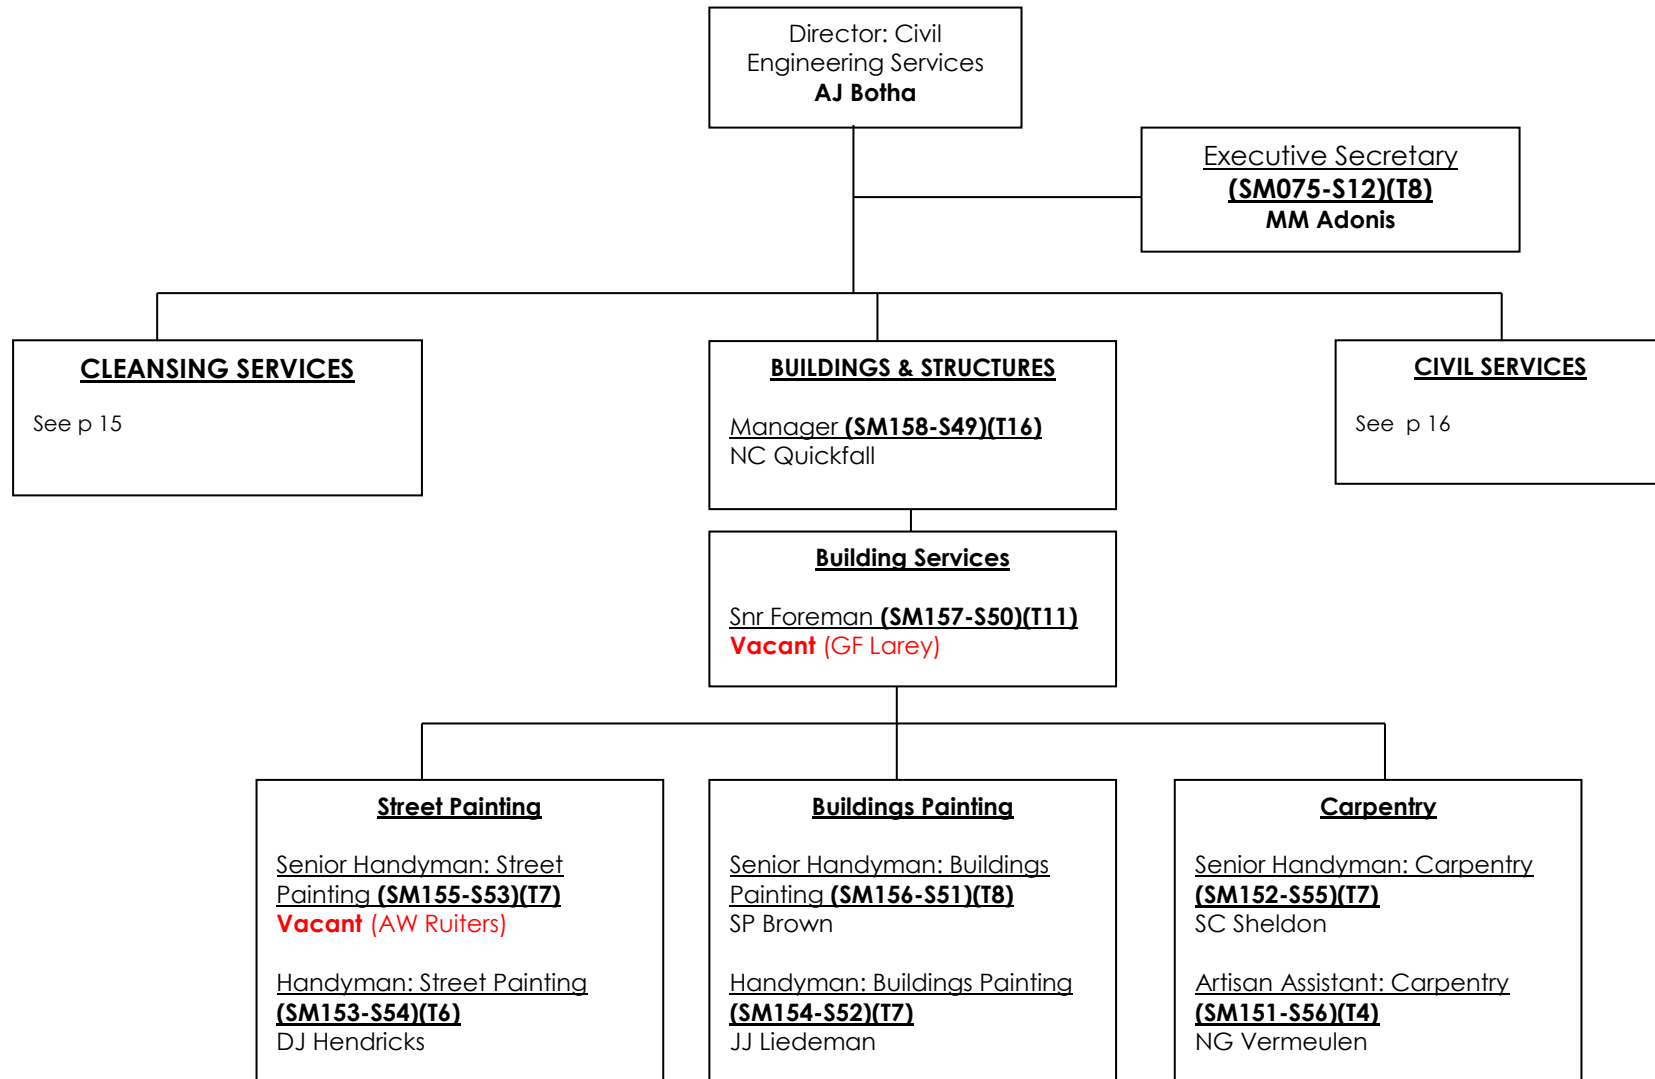 Director: Civil
Engineering Services
AJ Botha
Executive Secretary
(SM075-S12)(T8)
MM Adonis
CLEANSING SERVICES
See p 15
BUILDINGS & STRUCTURES
Manager (SM158-S49)(T16)
NC Quickfall
CIVIL SERVICES
See p 16
Building Services
Snr Foreman (SM157-S50)(T11)
Vacant (GF Larey)
Street Painting
Senior Handyman: Street
Painting (SM155-S53)(T7)
Vacant (AW Ruiters)
Handyman: Street Painting
(SM153-S54)(T6)
DJ Hendricks
Buildings Painting
Senior Handyman: Buildings
Painting (SM156-S51)(T8)
SP Brown
Handyman: Buildings Painting
(SM154-S52)(T7)
JJ Liedeman
Carpentry
Senior Handyman: Carpentry
(SM152-S55)(T7)
SC Sheldon
Artisan Assistant: Carpentry
(SM151-S56)(T4)
NG Vermeulen